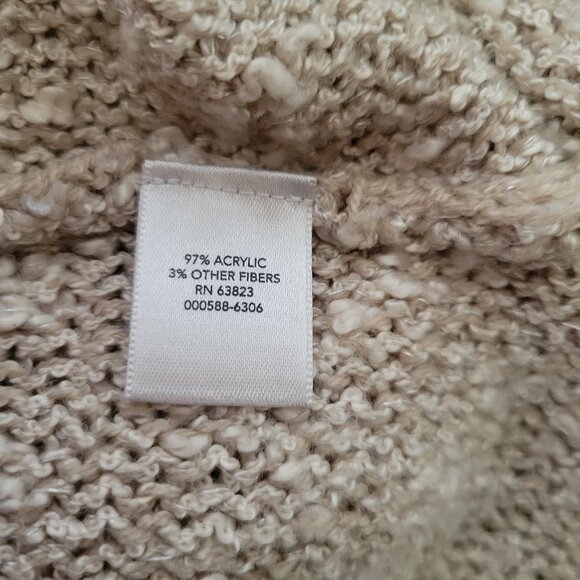 97% ACRYLIC
3% OTHER FIBERS
RN 63823
000588-6306